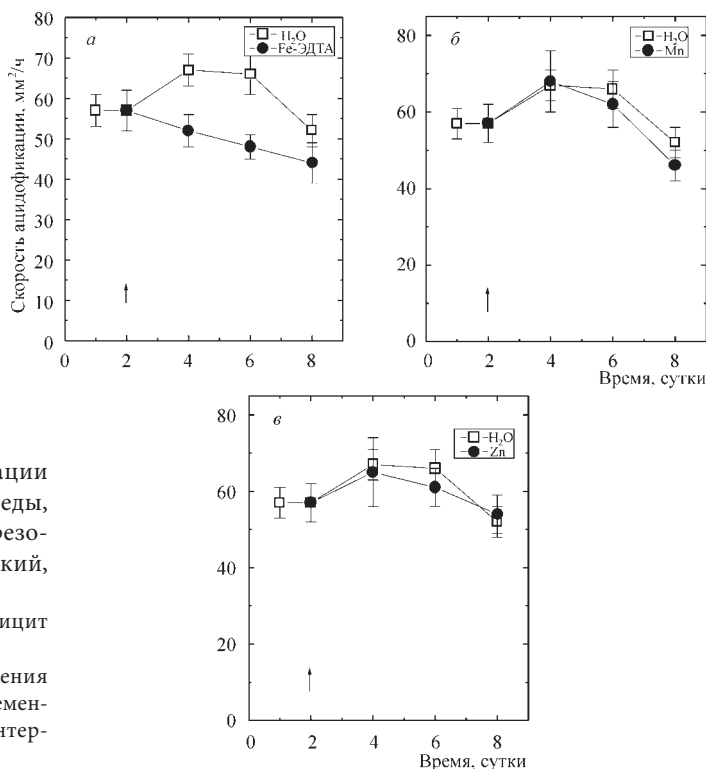 а
H₂O
Fe-ЭДТА
80
70
60
50
40
30
20
10
0
Скорость ацидофикации, мм²/ч
0 2 4 6 8
б
H₂O
Mn
80
60
40
20
0
0 2 4 6 8
Время, сутки
в
H₂O
Zn
80
60
40
20
0
0 2 4 6 8
Время, сутки
ации
еды,
резо-
кий,
ицит
ения
емен-
нтер-